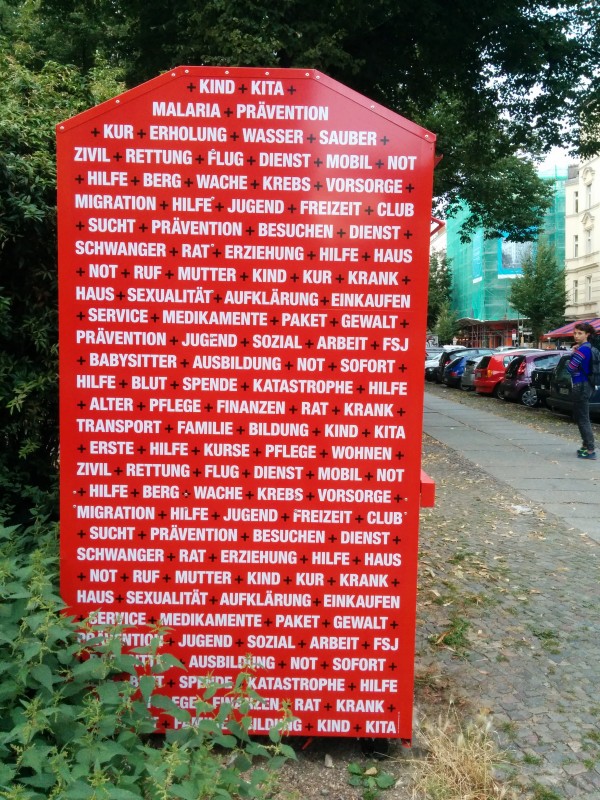 + KIND + KITA +
MALARIA + PRÄVENTION
+ KUR + ERHOLUNG + WASSER + SAUBER +
ZIVIL + RETTUNG + FLUG + DIENST + MOBIL + NOT
+ HILFE + BERG + WACHE + KREBS + VORSORGE +
MIGRATION + HILFE + JUGEND + FREIZEIT + CLUB
+ SUCHT + PRÄVENTION + BESUCHEN + DIENST +
SCHWANGER + RAT + ERZIEHUNG + HILFE + HAUS
+ NOT + RUF + MUTTER + KIND + KUR + KRANK +
HAUS + SEXUALITÄT + AUFKLÄRUNG + EINKAUFEN
+ SERVICE + MEDIKAMENTE + PAKET + GEWALT +
PRÄVENTION + JUGEND + SOZIAL + ARBEIT + FSJ
+ BABYSITTER + AUSBILDUNG + NOT + SOFORT +
HILFE + BLUT + SPENDE + KATASTROPHE + HILFE
+ ALTER + PFLEGE + FINANZEN + RAT + KRANK +
TRANSPORT + FAMILIE + BILDUNG + KIND + KITA
+ ERSTE + HILFE + KURSE + PFLEGE + WOHNEN +
ZIVIL + RETTUNG + FLUG + DIENST + MOBIL + NOT
+ HILFE + BERG + WACHE + KREBS + VORSORGE +
MIGRATION + HILFE + JUGEND + FREIZEIT + CLUB
+ SUCHT + PRÄVENTION + BESUCHEN + DIENST +
SCHWANGER + RAT + ERZIEHUNG + HILFE + HAUS
+ NOT + RUF + MUTTER + KIND + KUR + KRANK +
HAUS + SEXUALITÄT + AUFKLÄRUNG + EINKAUFEN
SERVICE + MEDIKAMENTE + PAKET + GEWALT +
PRÄVENTION + JUGEND + SOZIAL + ARBEIT + FSJ
AUSBILDUNG + NOT + SOFORT +
+ SPENDE + KATASTROPHE + HILFE
FINANZEN + RAT + KRANK +
BILDUNG + KIND + KITA